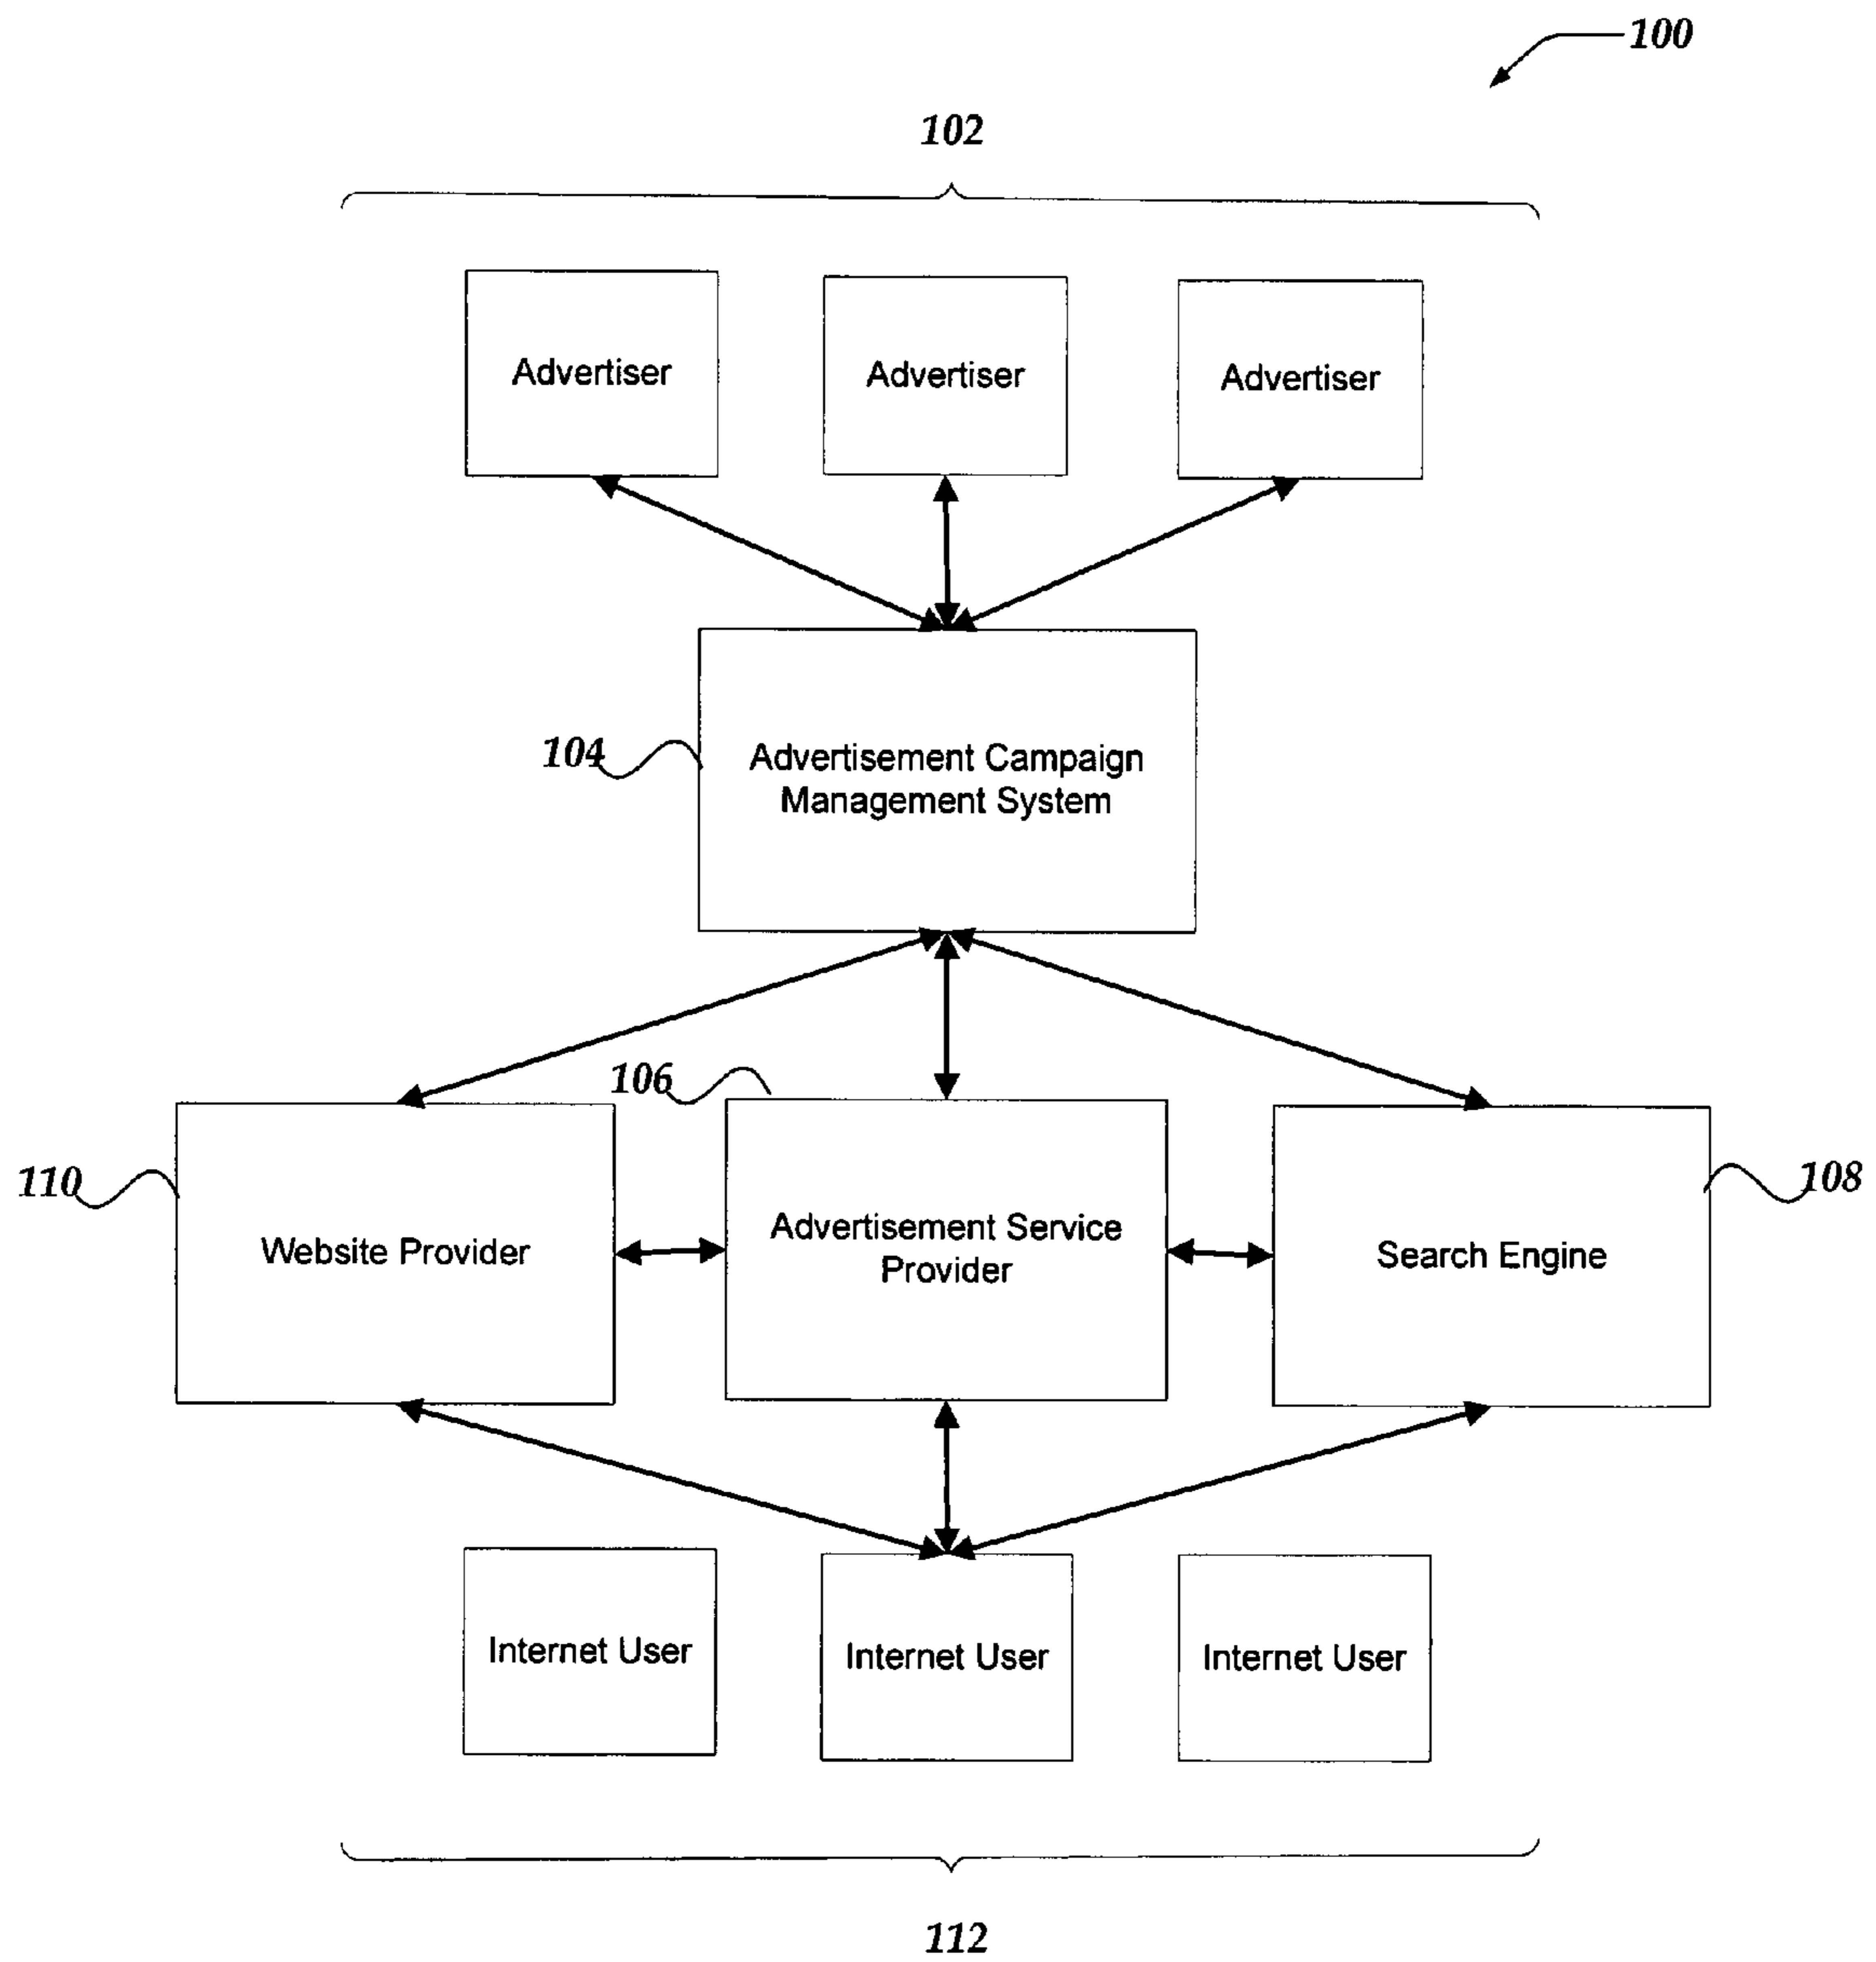 100
102
Advertiser
Advertiser
Advertiser
104
Advertisement Campaign
Management System
106
110
108
Website Provider
Advertisement Service
Provider
Search Engine
Internet User
Internet User
Internet User
112